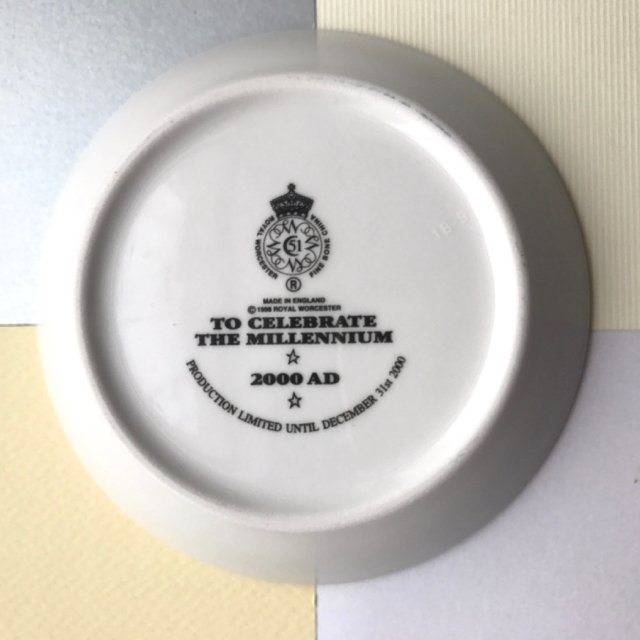 ROYAL WORCESTER
FINE BONE CHINA
51
®
MADE IN ENGLAND
© 1998 ROYAL WORCESTER
TO CELEBRATE
THE MILLENNIUM
2000 AD
PRODUCTION LIMITED UNTIL DECEMBER 31st 2000